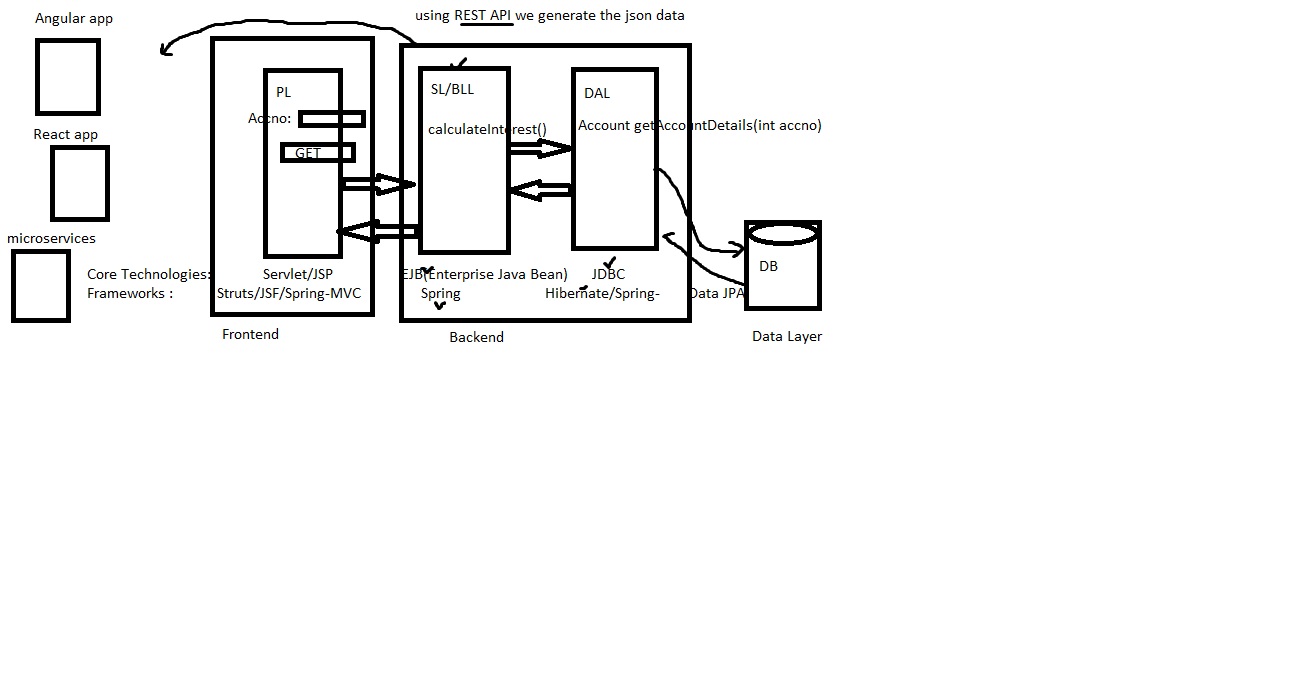 Angular app
using REST API we generate the json data
PL
SL/BLL
DAL
Accno:
calculateInterest()
Account getAccountDetails(int accno)
React app
GET
microservices
DB
Core Technologies: Servlet/JSP EJB(Enterprise Java Bean) JDBC
Frameworks : Struts/JSF/Spring-MVC Spring Hibernate/Spring- Data JPA
Frontend
Backend
Data Layer